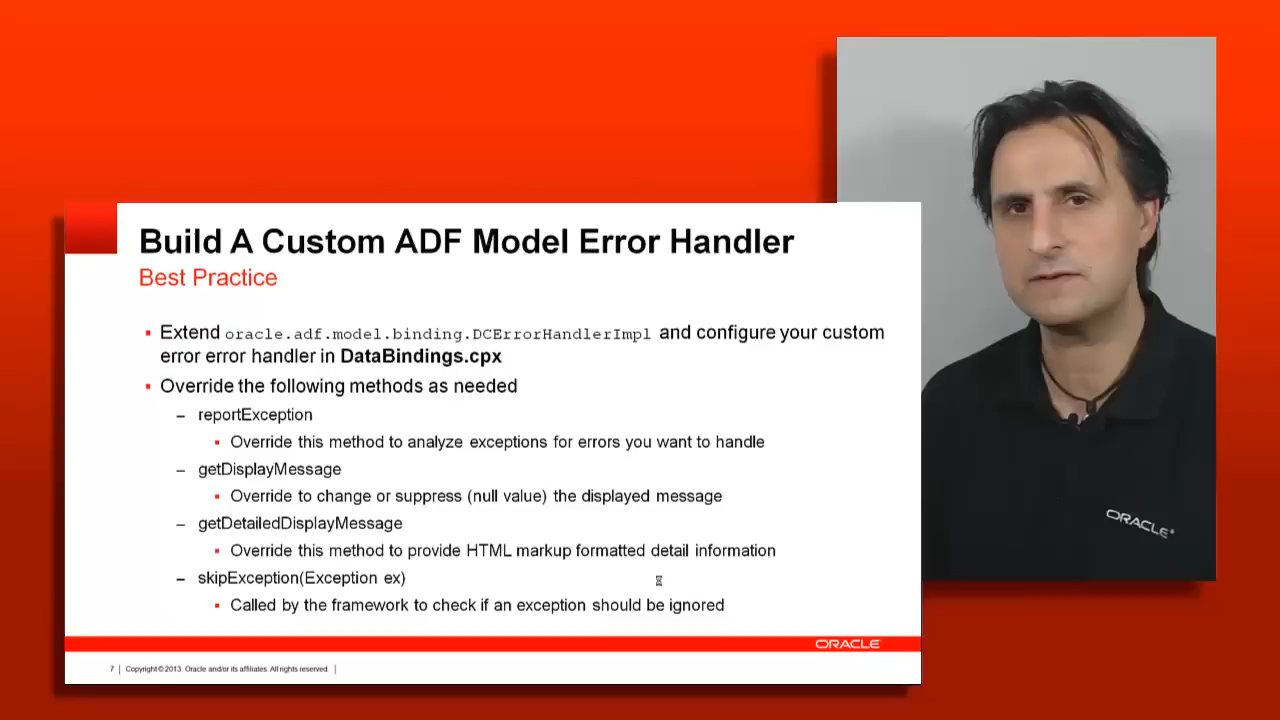 Build A Custom ADF Model Error Handler
Best Practice
▪ Extend oracle.adf.model.binding.DCErrorHandlerImpl and configure your custom
error error handler in DataBindings.cpx
▪ Override the following methods as needed
– reportException
▪ Override this method to analyze exceptions for errors you want to handle
– getDisplayMessage
▪ Override to change or suppress (null value) the displayed message
– getDetailedDisplayMessage
▪ Override this method to provide HTML markup formatted detail information
– skipException(Exception ex)
▪ Called by the framework to check if an exception should be ignored
ORACLE
7 | Copyright © 2013, Oracle and/or its affiliates. All rights reserved. |
ORACLE®